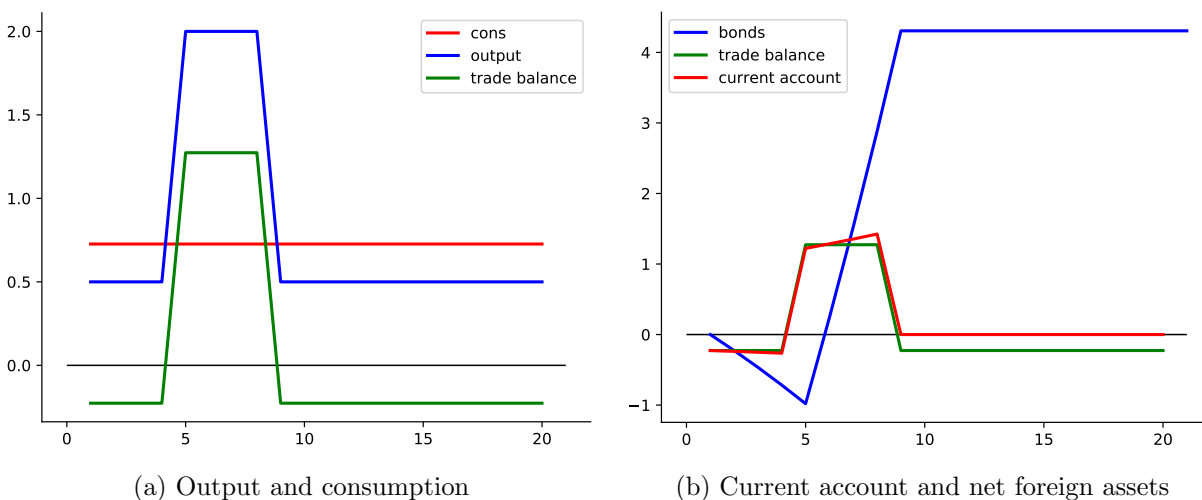 2.0
1.5
1.0
0.5
0.0
cons
output
trade balance
0 5 10 15 20
(a) Output and consumption
4
3
2
1
0
−1
bonds
trade balance
current account
0 5 10 15 20
(b) Current account and net foreign assets